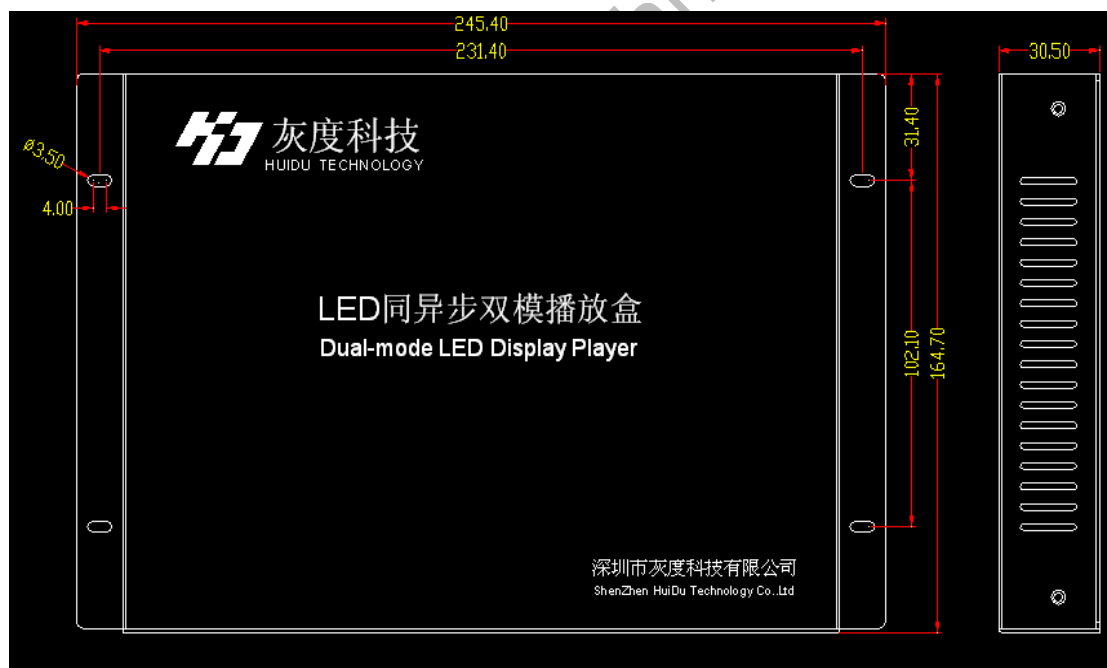 245.40
231.40
30.50
31.40
ø3.50
灰度科技
HUIDU TECHNOLOGY
4.00
LED同异步双模播放盒
Dual-mode LED Display Player
102.10
164.70
深圳市灰度科技有限公司
ShenZhen HuiDu Technology Co.,Ltd